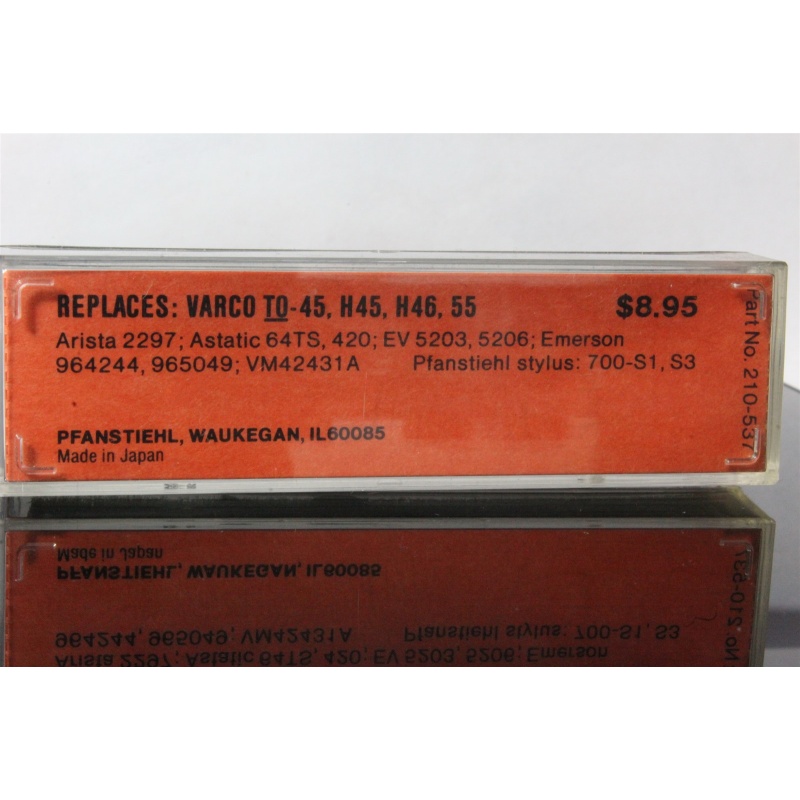 REPLACES: VARCO TO-45, H45, H46, 55 $8.95
Arista 2297; Astatic 64TS, 420; EV 5203, 5206; Emerson
964244, 965049; VM42431A Pfanstiehl stylus: 700-S1, S3
PFANSTIEHL, WAUKEGAN, IL60085
Made in Japan
Part No. 210-537